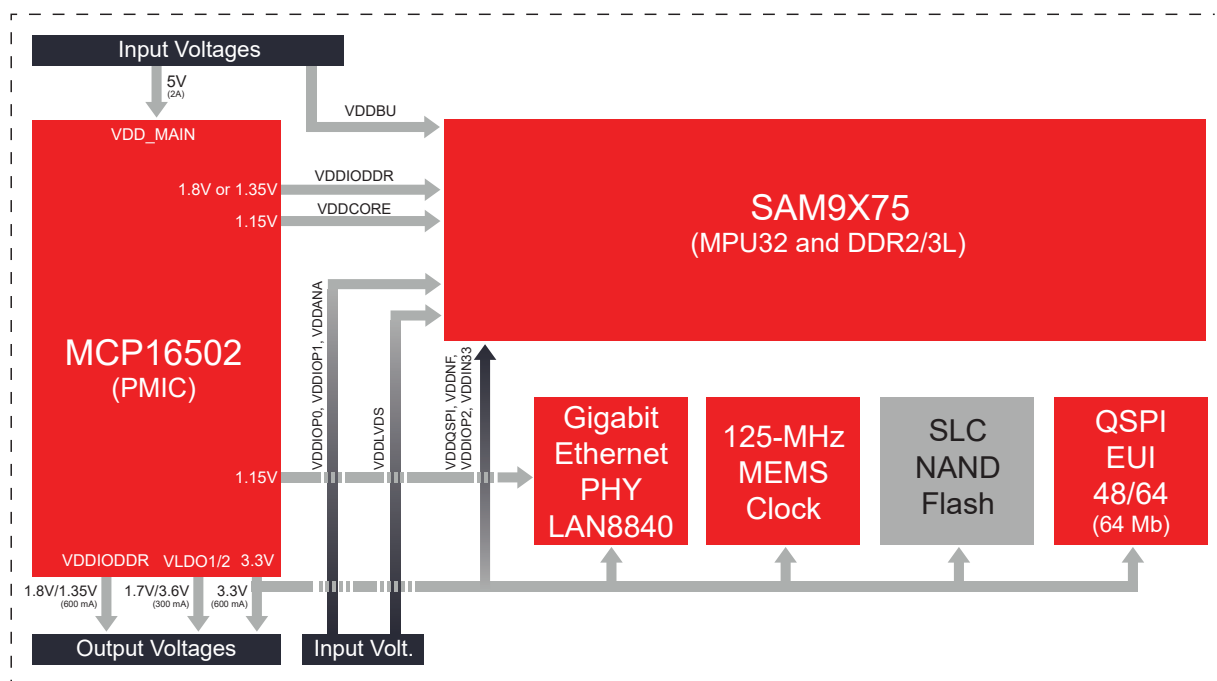 Input Voltages
5V
(2A)
VDDBU
VDD_MAIN
1.8V or 1.35V
VDDIODDR
1.15V
VDDCORE
SAM9X75
(MPU32 and DDR2/3L)
MCP16502
(PMIC)
VDDIOP0, VDDIOP1, VDDANA
VDDLVDS
VDDQSPI, VDDNF,
VDDIOP2, VDDIN33
1.15V
Gigabit
Ethernet
PHY
LAN8840
125-MHz
MEMS
Clock
SLC
NAND
Flash
QSPI
EUI
48/64
(64 Mb)
VDDIODDR
VLDO1/2
3.3V
1.8V/1.35V
(600 mA)
1.7V/3.6V
(300 mA)
3.3V
(600 mA)
Output Voltages
Input Volt.